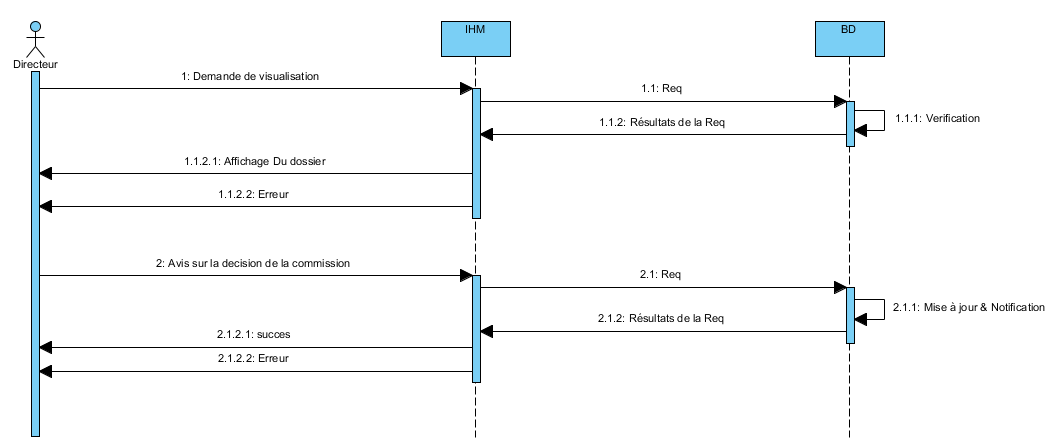 IHM
BD
Directeur
1: Demande de visualisation
1.1: Req
1.1.1: Verification
1.1.2: Résultats de la Req
1.1.2.1: Affichage Du dossier
1.1.2.2: Erreur
2: Avis sur la decision de la commission
2.1: Req
2.1.1: Mise à jour & Notification
2.1.2: Résultats de la Req
2.1.2.1: succes
2.1.2.2: Erreur